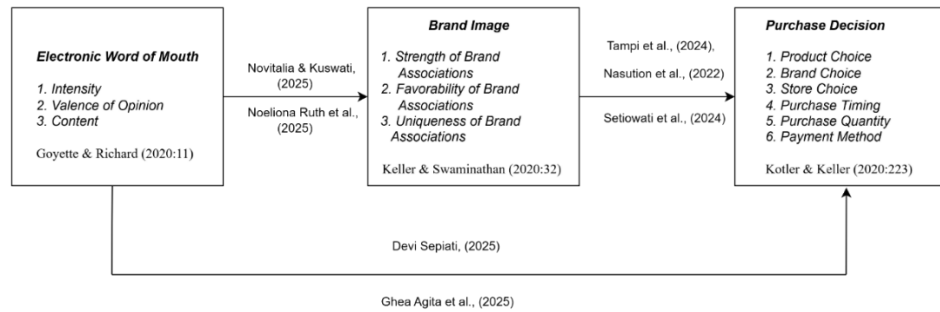 Electronic Word of Mouth
1. Intensity
2. Valence of Opinion
3. Content
Goyette & Richard (2020:11)
Novitalia & Kuswati,
(2025)
Noeliona Ruth et al.,
(2025)
Brand Image
1. Strength of Brand
Associations
2. Favorability of Brand
Associations
3. Uniqueness of Brand
Associations
Keller & Swaminathan (2020:32)
Tampi et al., (2024),
Nasution et al., (2022)
Setiowati et al., (2024)
Purchase Decision
1. Product Choice
2. Brand Choice
3. Store Choice
4. Purchase Timing
5. Purchase Quantity
6. Payment Method
Kotler & Keller (2020:223)
Devi Sepiati, (2025)
Ghea Agita et al., (2025)